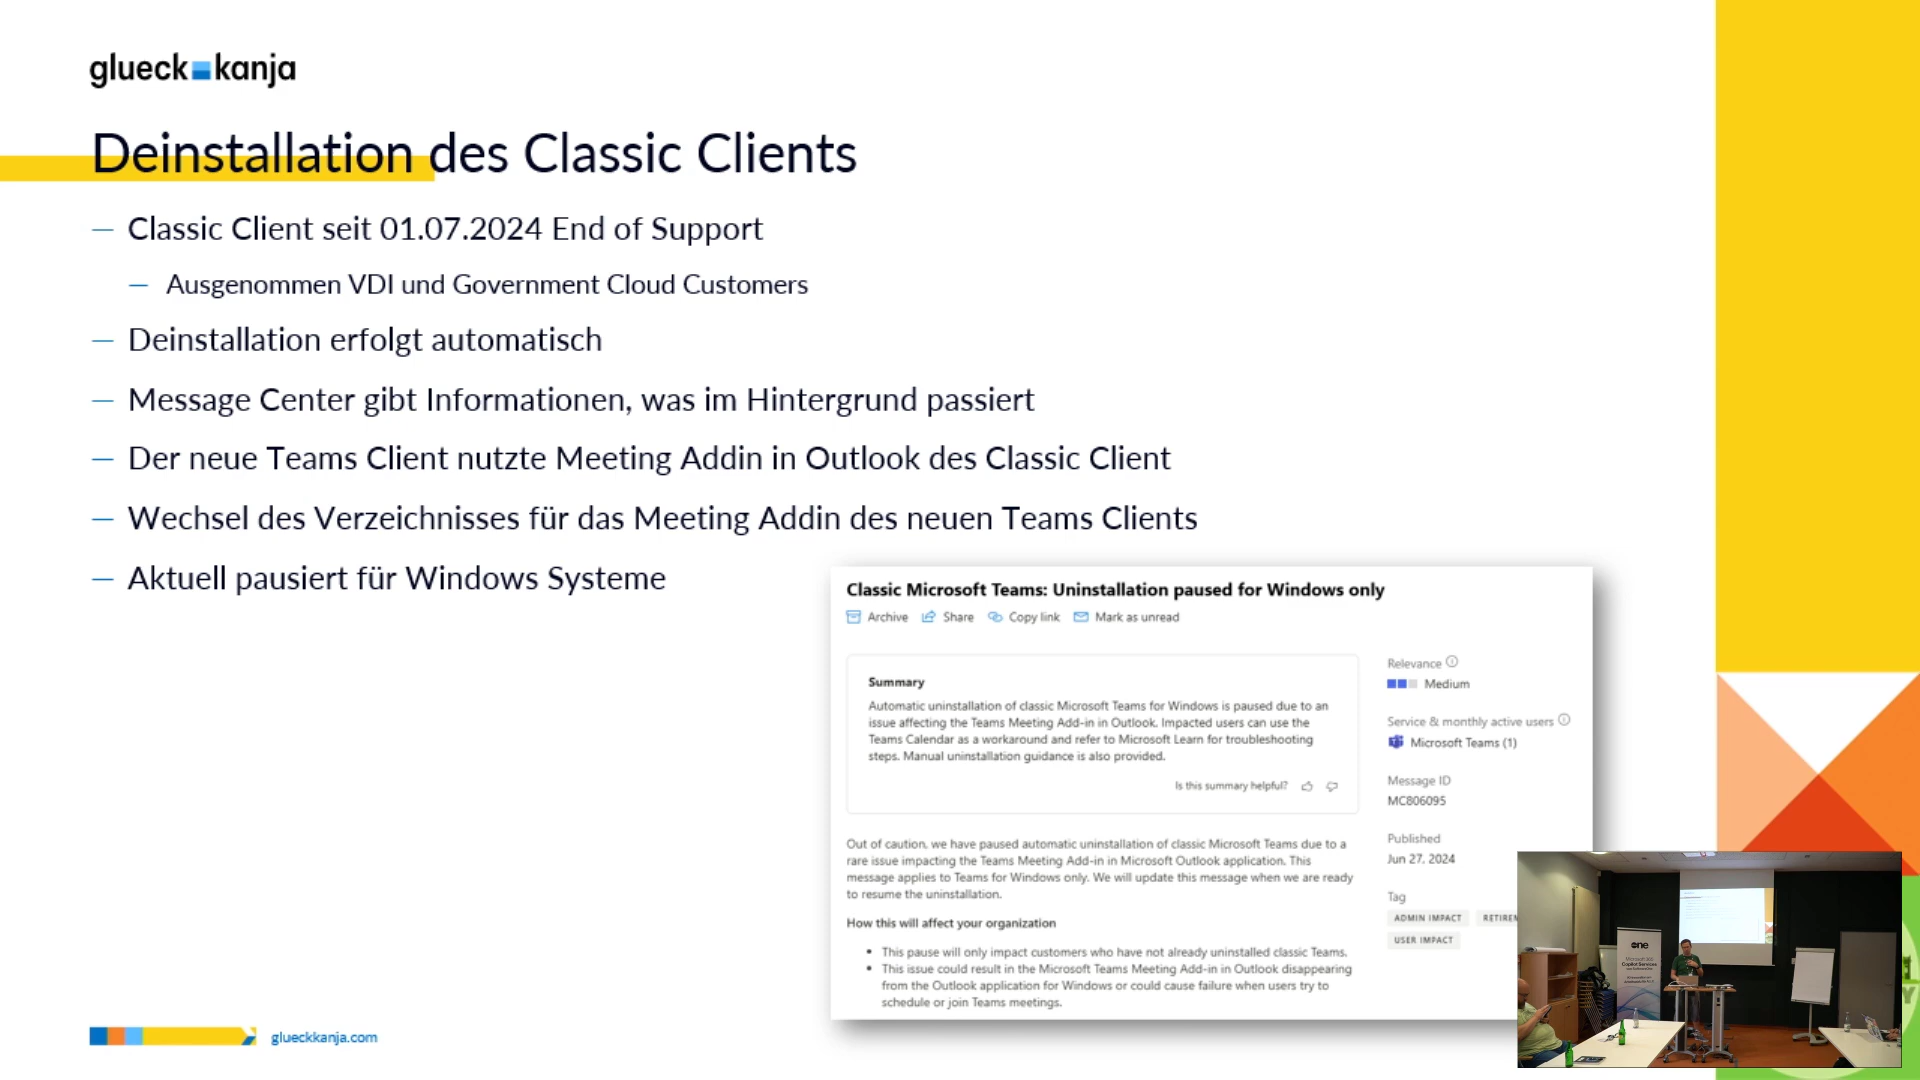 glueck kanja
Deinstallation des Classic Clients
— Classic Client seit 01.07.2024 End of Support
— Ausgenommen VDI und Government Cloud Customers
— Deinstallation erfolgt automatisch
— Message Center gibt Informationen, was im Hintergrund passiert
— Der neue Teams Client nutzte Meeting Addin in Outlook des Classic Client
— Wechsel des Verzeichnisses für das Meeting Addin des neuen Teams Clients
— Aktuell pausiert für Windows Systeme
Classic Microsoft Teams: Uninstallation paused for Windows only
Archive Share Copy link Mark as unread
Summary
Automatic uninstallation of classic Microsoft Teams for Windows is paused due to an
issue affecting the Teams Meeting Add-in in Outlook. Impacted users can use the
Teams Calendar as a workaround and refer to Microsoft Learn for troubleshooting
steps. Manual uninstallation guidance is also provided.
Is this summary helpful?
Out of caution, we have paused automatic uninstallation of classic Microsoft Teams due to a
rare issue impacting the Teams Meeting Add-in in Microsoft Outlook application. This
message applies to Teams for Windows only. We will update this message when we are ready
to resume the uninstallation.
How this will affect your organization
• This pause will only impact customers who have not already uninstalled classic Teams.
• This issue could result in the Microsoft Teams Meeting Add-in in Outlook disappearing
from the Outlook application for Windows or could cause failure when users try to
schedule or join Teams meetings.
Relevance
Medium
Service & monthly active users
Microsoft Teams (1)
Message ID
MC806095
Published
Jun 27, 2024
Tag
ADMIN IMPACT RETIREM
USER IMPACT
one
Copilot Services
glueckkanja.com